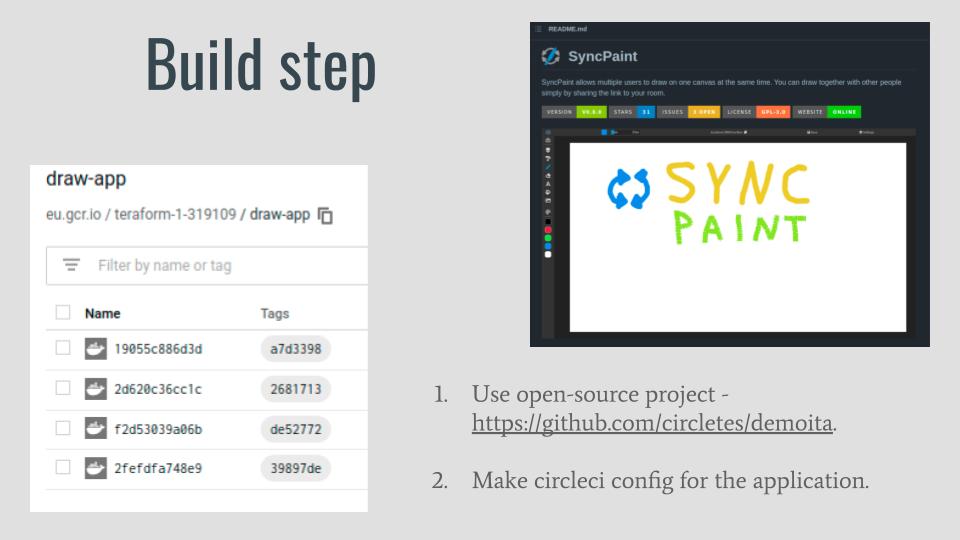 Build step
README.md
SyncPaint
SyncPaint allows multiple users to draw on one canvas at the same time. You can draw together with other people
simply by sharing the link to your room.
VERSION V0.8.0 STARS 31 ISSUES 3 OPEN LICENSE GPL-3.0 WEBSITE ONLINE
SYNC
PAINT
draw-app
eu.gcr.io / terraform-1-319109 / draw-app
Filter by name or tag
Name Tags
19055c886d3d a7d3398
2d620c36cc1c 2681713
f2d53039a06b de52772
2fefdfa748e9 39897de
1. Use open-source project -
https://github.com/circletes/demoita.
2. Make circleci config for the application.